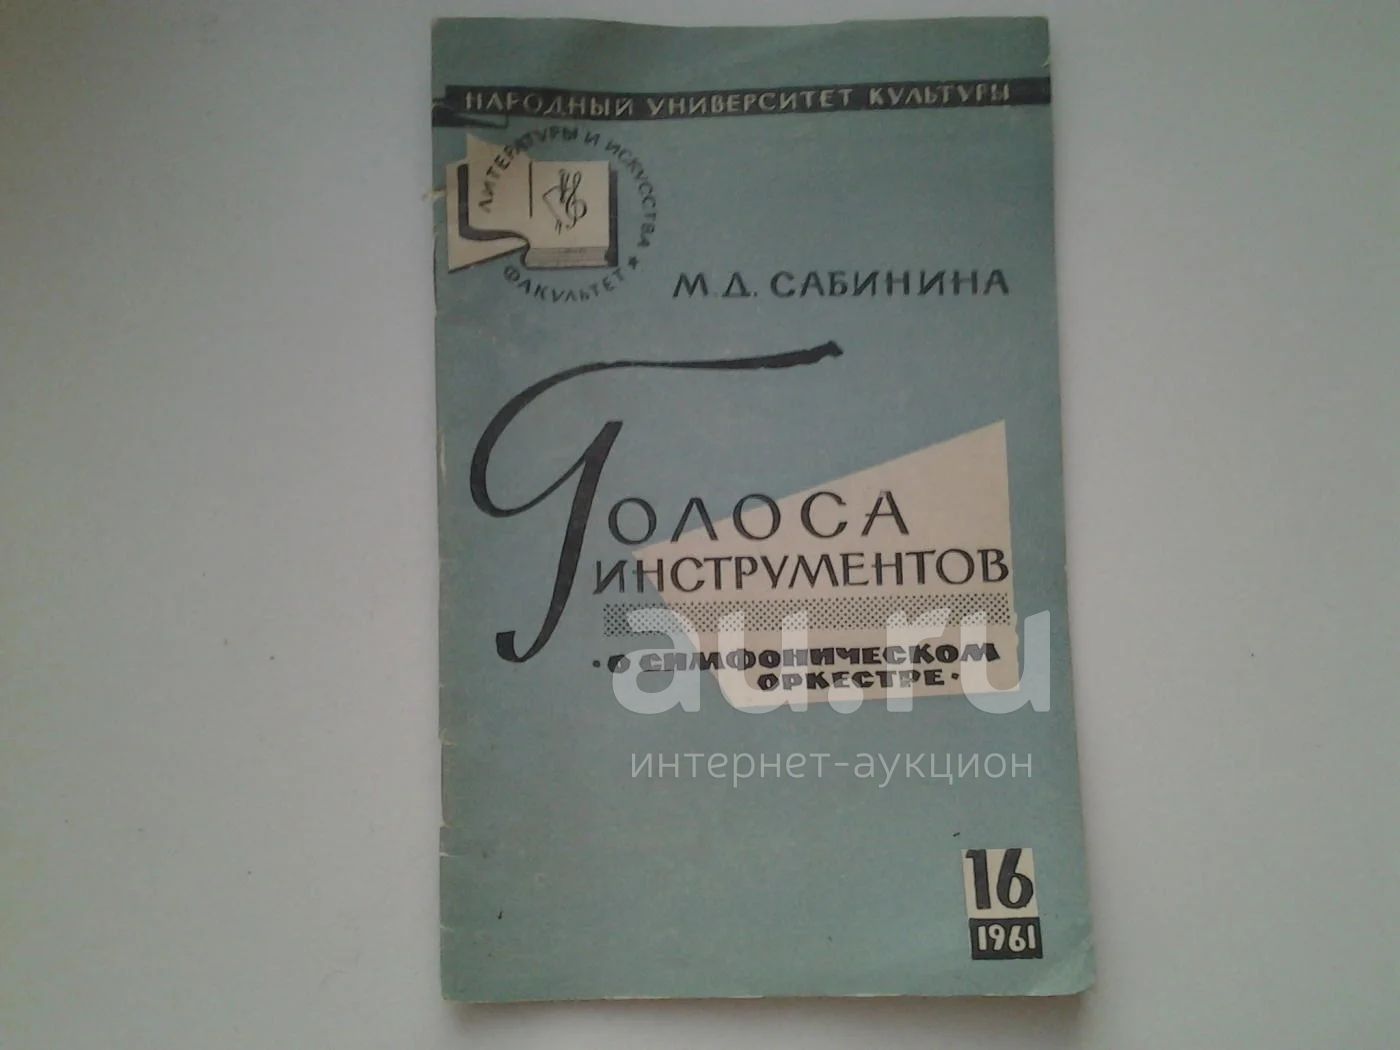 НАРОДНЫЙ УНИВЕРСИТЕТ КУЛЬТУРЫ
ЛИТЕРАТУРЫ И ИСКУССТВА
ФАКУЛЬТЕТ
М.Д. САБИНИНА
ГОЛОСА
ИНСТРУМЕНТОВ
·О СИМФОНИЧЕСКОМ
ОРКЕСТРЕ·
au.ru
интернет-аукцион
16
1961